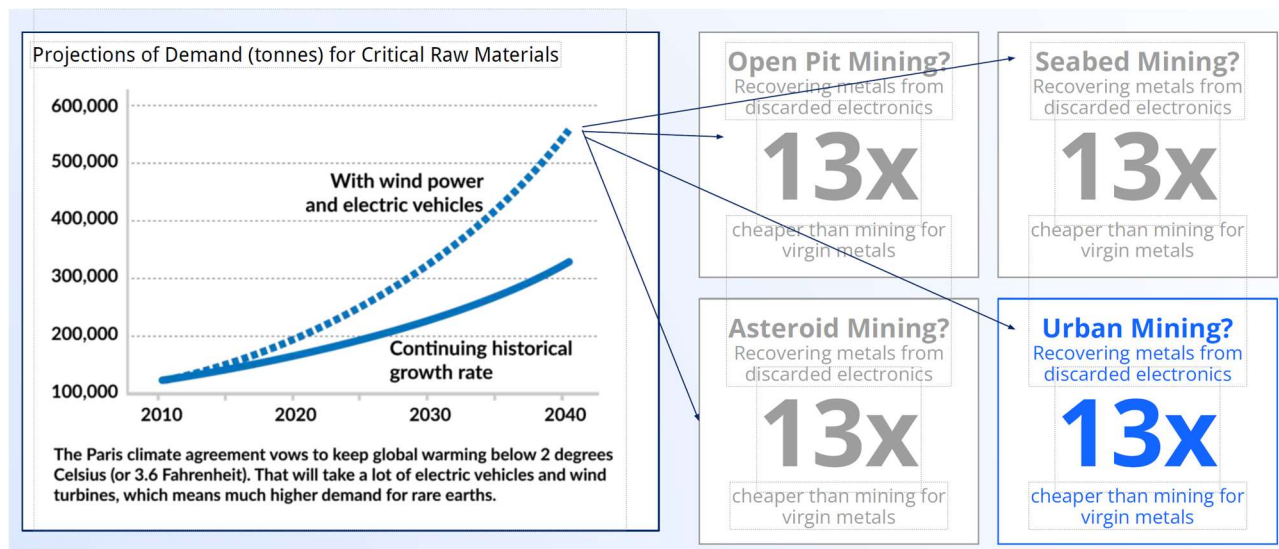 Projections of Demand (tonnes) for Critical Raw Materials
600,000
500,000
400,000
300,000
200,000
100,000
With wind power
and electric vehicles
Continuing historical
growth rate
2010
2020
2030
2040
The Paris climate agreement vows to keep global warming below 2 degrees
Celsius (or 3.6 Fahrenheit). That will take a lot of electric vehicles and wind
turbines, which means much higher demand for rare earths.
Open Pit Mining?
Recovering metals from
discarded electronics
13x
cheaper than mining for
virgin metals
Seabed Mining?
Recovering metals from
discarded electronics
13x
cheaper than mining for
virgin metals
Asteroid Mining?
Recovering metals from
discarded electronics
13x
cheaper than mining for
virgin metals
Urban Mining?
Recovering metals from
discarded electronics
13x
cheaper than mining for
virgin metals